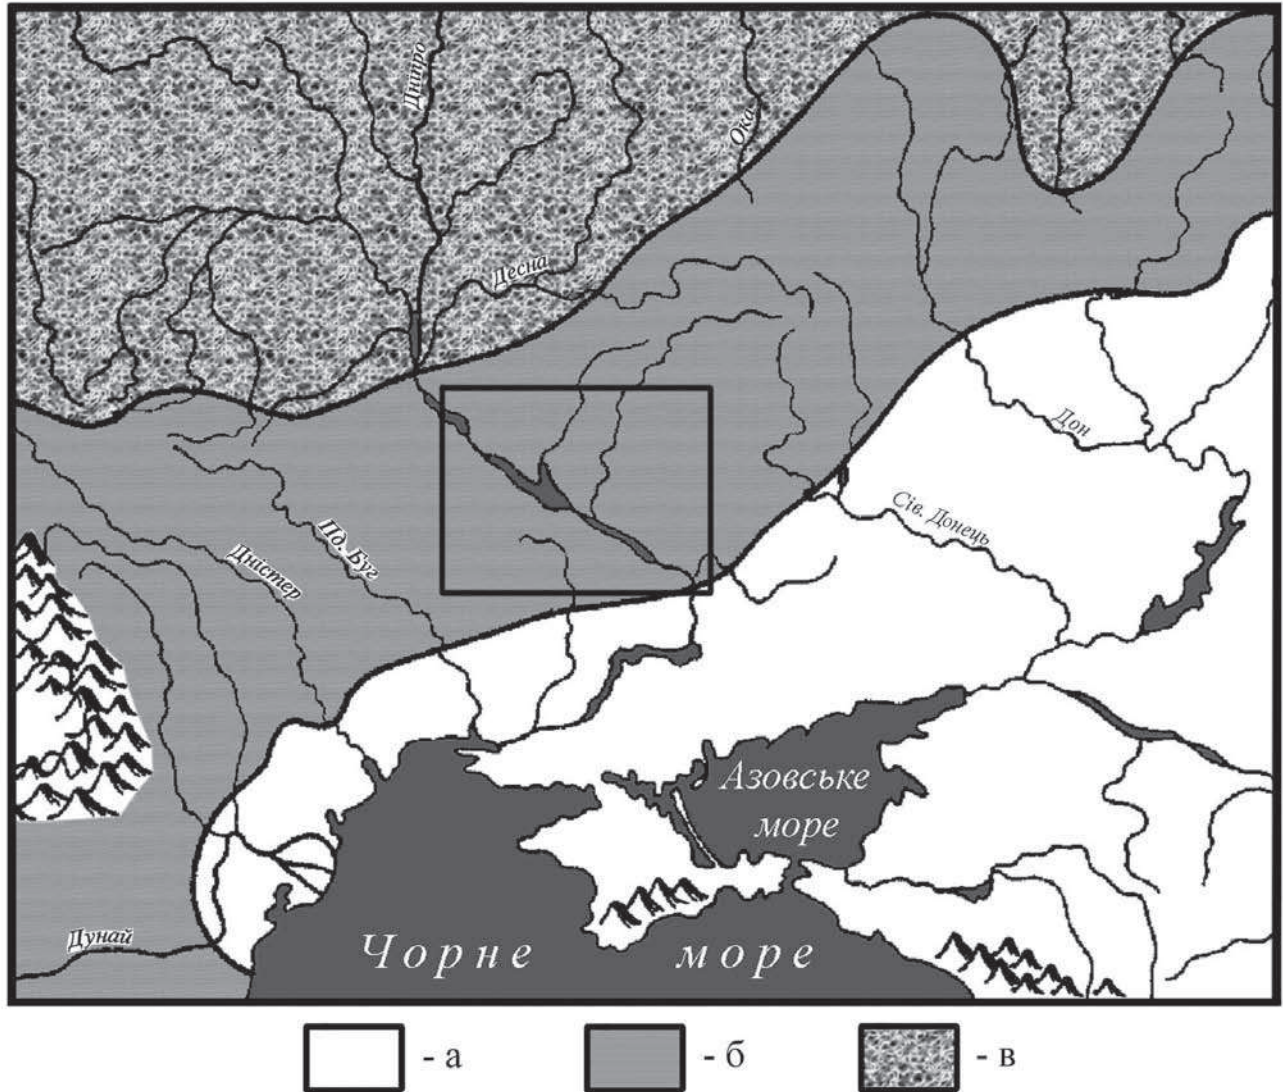 Дніпро
Ока
Десна
Дон
Сів. Донець
Пд. Буг
Дністер
Азовське
море
Дунай
Чорне море
- а
- б
- в